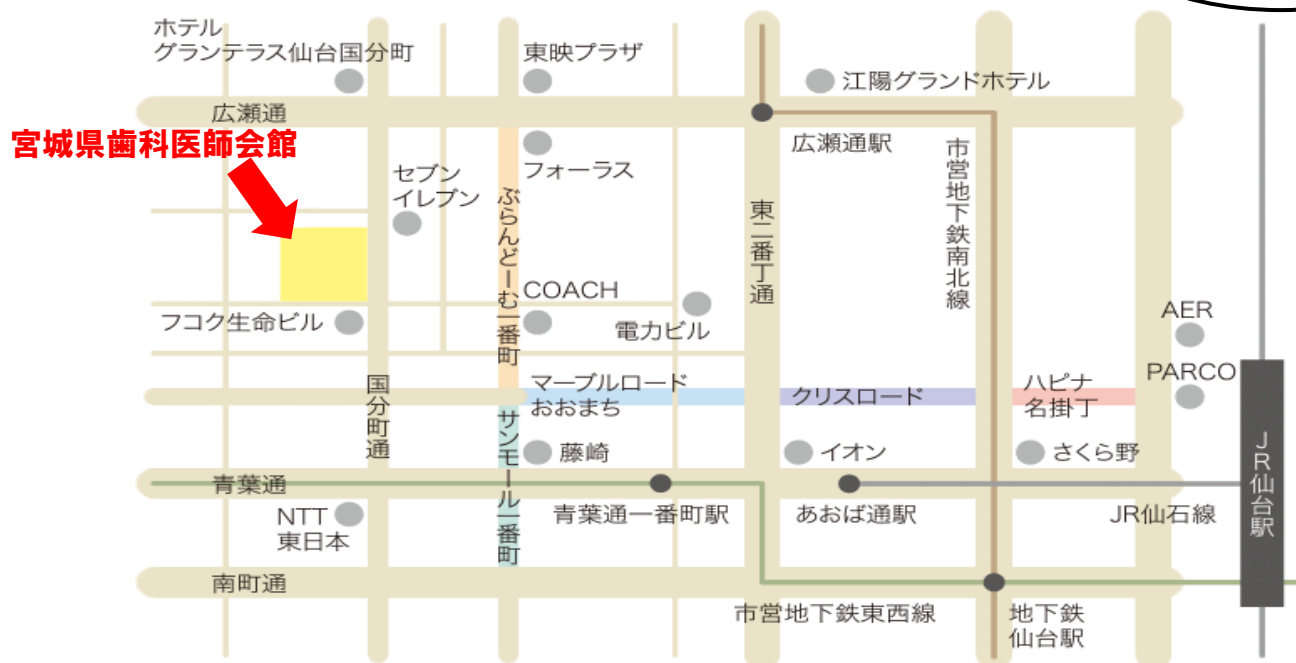 ホテル
グランテラス仙台国分町
東映プラザ
江陽グランドホテル
広瀬通
宮城県歯科医師会館
広瀬通駅
フォーラス
セブン
イレブン
ぶらんどーむ一番町
東二番丁通
市営地下鉄南北線
COACH
フコク生命ビル
電力ビル
AER
PARCO
国分町通
マーブルロード
おおまち
クリスロード
ハピナ
名掛丁
サンモール一番町
藤崎
イオン
さくら野
JR仙台駅
青葉通
NTT
東日本
青葉通一番町駅
あおば通駅
JR仙石線
南町通
市営地下鉄東西線
地下鉄
仙台駅